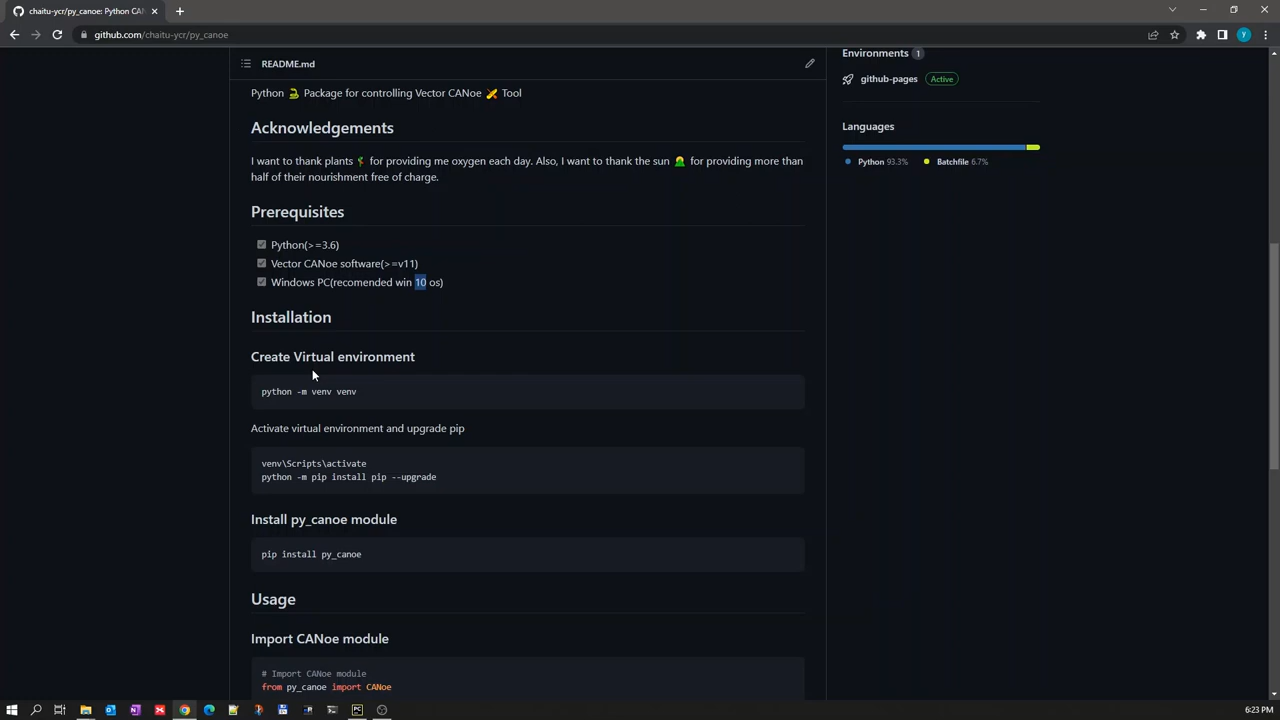 chaitu-ycr/py_canoe: Python CAN
github.com/chaitu-ycr/py_canoe
y
README.md
Python 🐍 Package for controlling Vector CANoe 🛶 Tool
Acknowledgements
I want to thank plants 🌵 for providing me oxygen each day. Also, I want to thank the sun 🌄 for providing more than
half of their nourishment free of charge.
Prerequisites
Python(>=3.6)
Vector CANoe software(>=v11)
Windows PC(recomended win 10 os)
Installation
Create Virtual environment
python -m venv venv
Activate virtual environment and upgrade pip
venv\Scripts\activate
python -m pip install pip --upgrade
Install py_canoe module
pip install py_canoe
Usage
Import CANoe module
# Import CANoe module
from py_canoe import CANoe
Environments 1
github-pages Active
Languages
Python 93.3% Batchfile 6.7%
6:23 PM